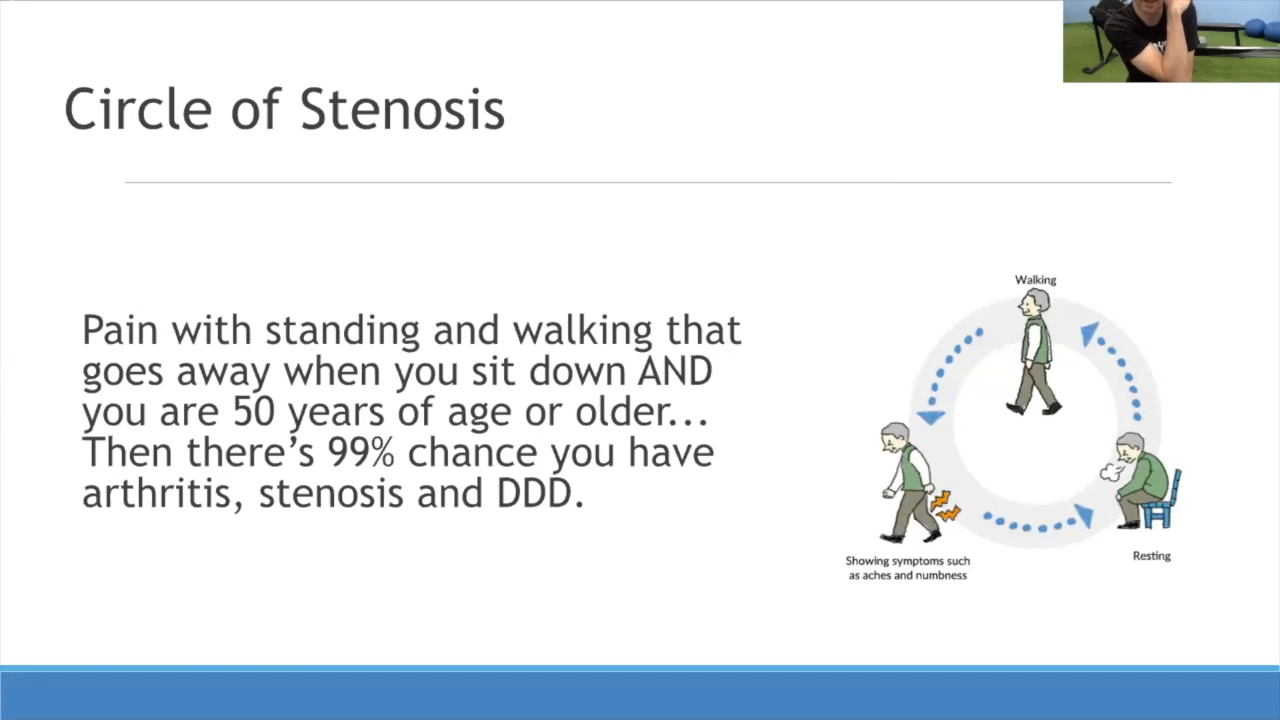 Circle of Stenosis
Pain with standing and walking that
goes away when you sit down AND
you are 50 years of age or older...
Then there’s 99% chance you have
arthritis, stenosis and DDD.
Walking
Showing symptoms such
as aches and numbness
Resting